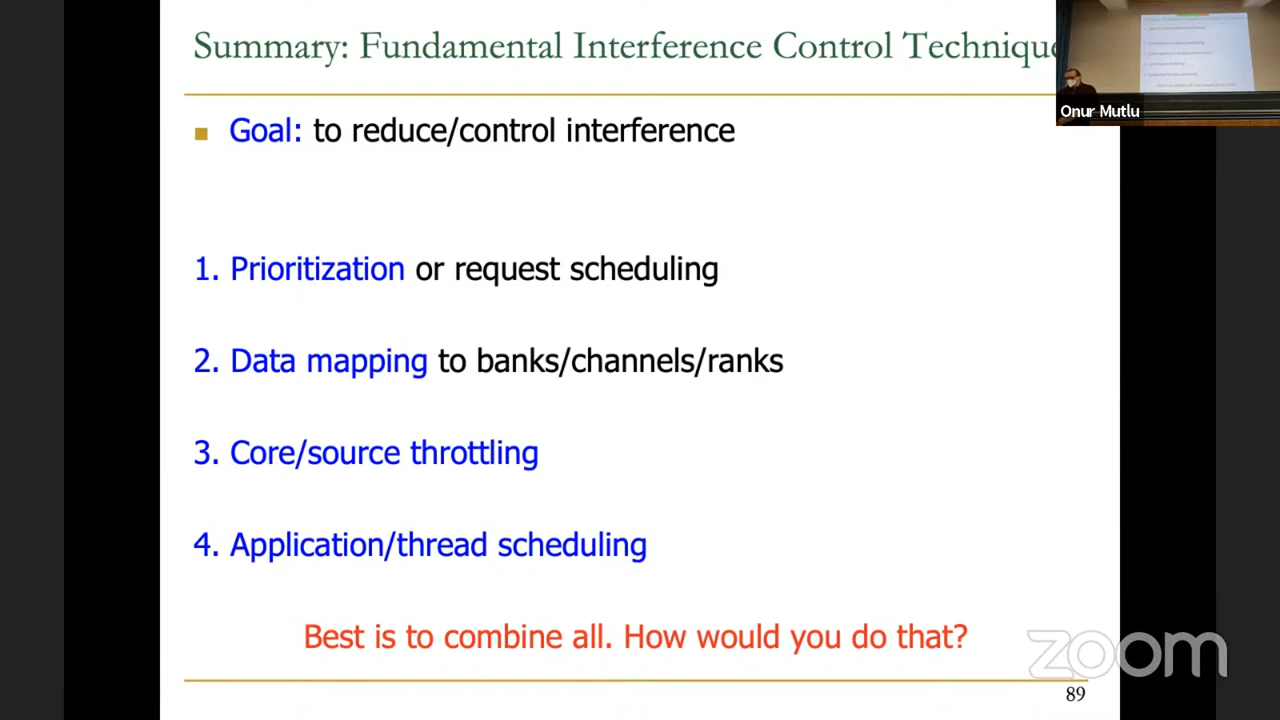 Summary: Fundamental Interference Control Technique
Onur Mutlu
Goal: to reduce/control interference
1. Prioritization or request scheduling
2. Data mapping to banks/channels/ranks
3. Core/source throttling
4. Application/thread scheduling
Best is to combine all. How would you do that?
zoom
89